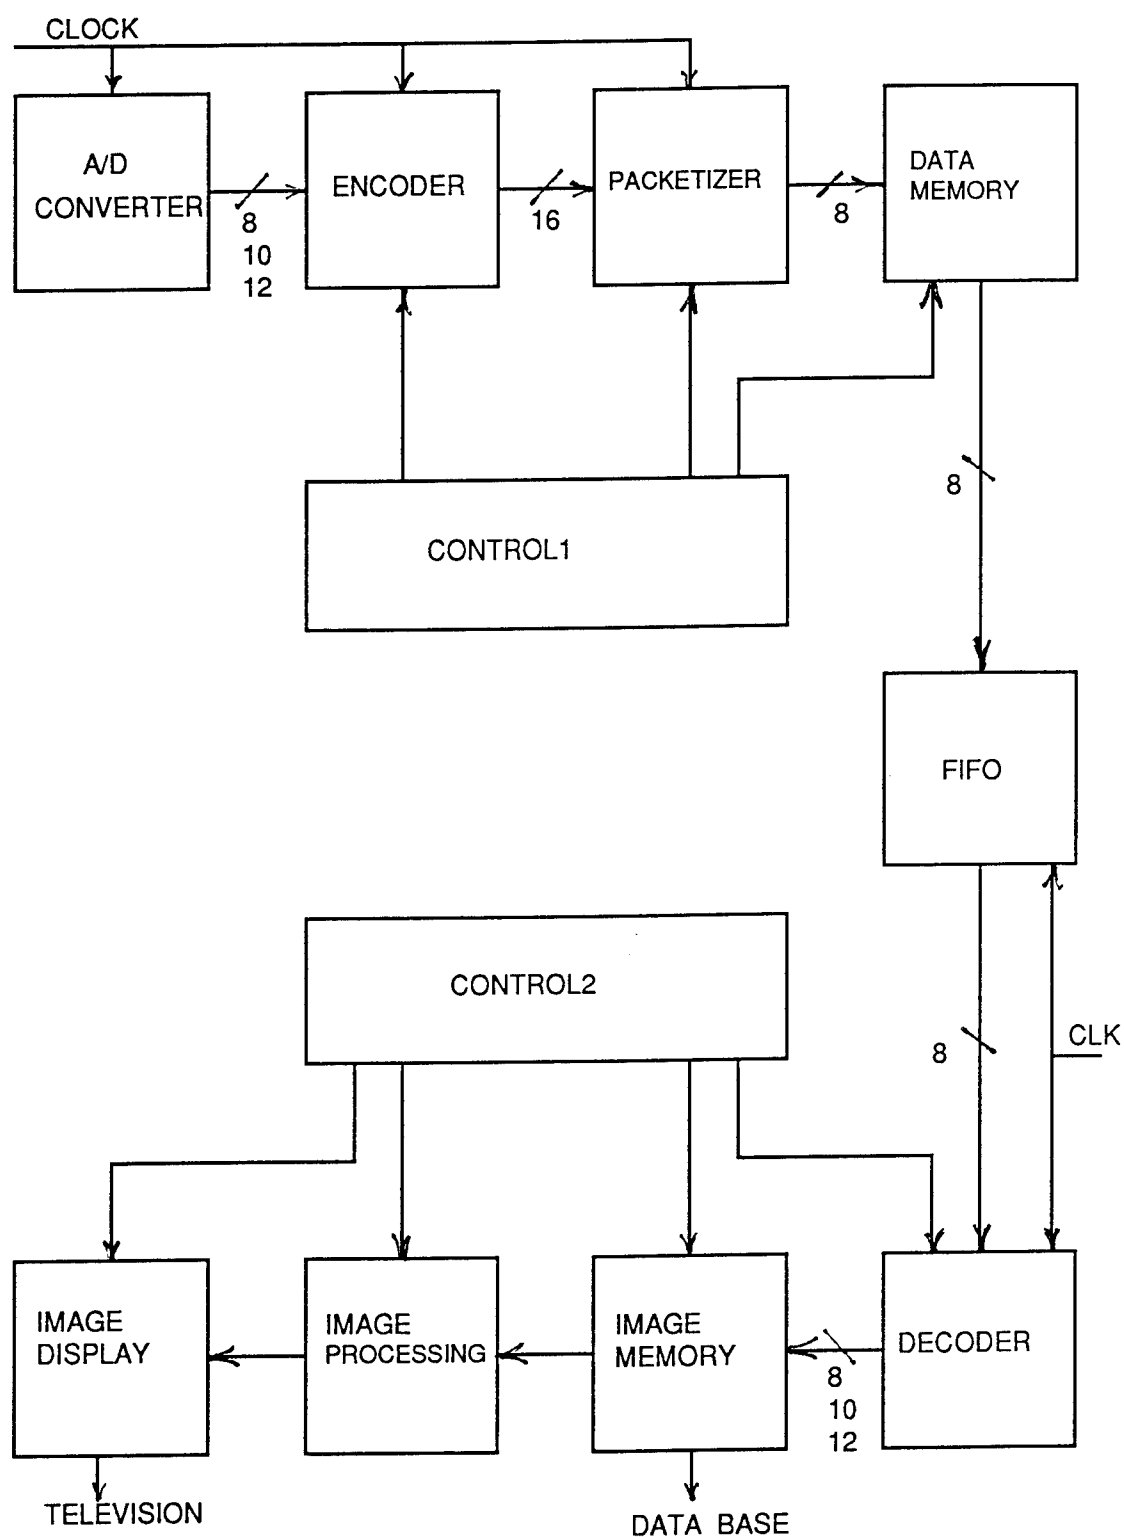 CLOCK
A/D
CONVERTER
8
10
12
ENCODER
16
PACKETIZER
8
DATA
MEMORY
CONTROL1
8
FIFO
CONTROL2
8
CLK
IMAGE
DISPLAY
IMAGE
PROCESSING
IMAGE
MEMORY
8
10
12
DECODER
TELEVISION
DATA BASE